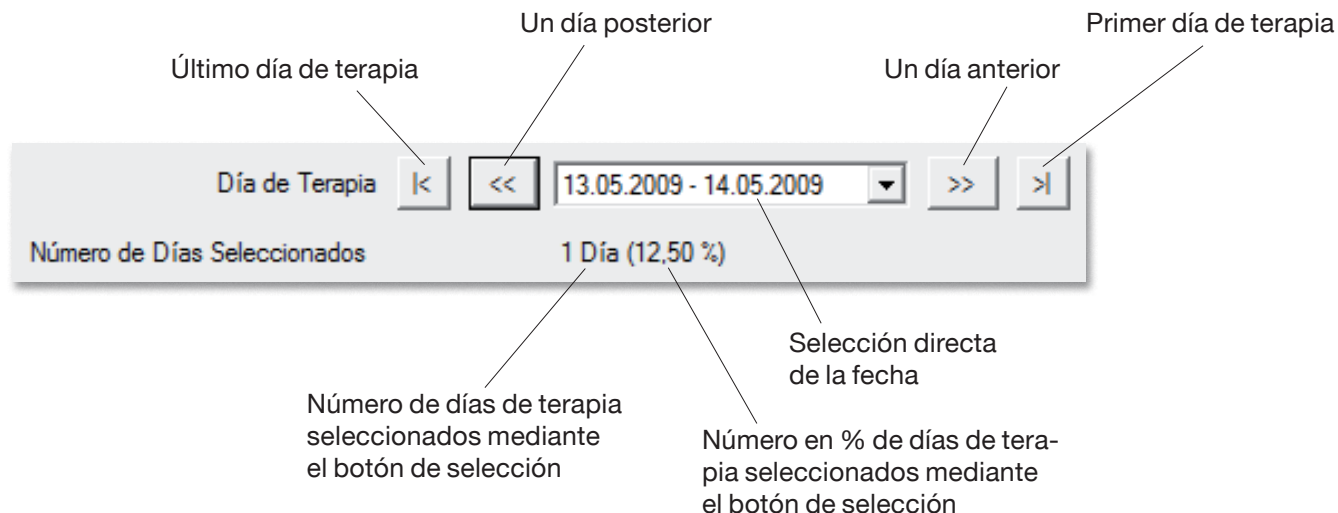 Un día posterior
Primer día de terapia
Último día de terapia
Un día anterior
Día de Terapia |< << 13.05.2009 - 14.05.2009 >> >|
Número de Días Seleccionados 1 Día (12,50 %)
Selección directa
de la fecha
Número de días de terapia
seleccionados mediante
el botón de selección
Número en % de días de tera-
pia seleccionados mediante
el botón de selección